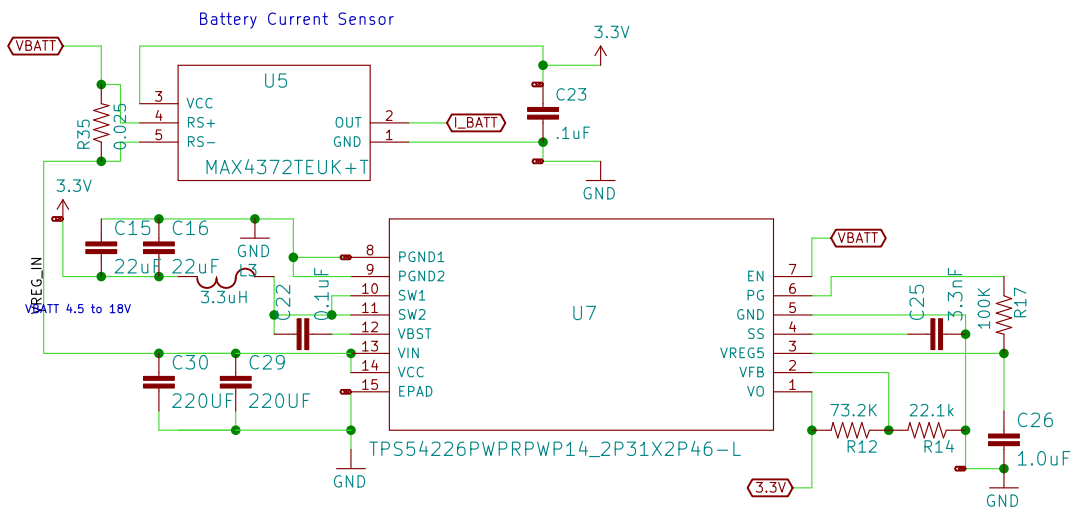 Battery Current Sensor
VBATT
3.3V
U5
3 VCC
4 RS+
5 RS-
OUT 2
GND 1
I_BATT
C23
.1uF
R35
0.025
MAX4372TEUK+T
GND
3.3V
C15
22uF
C16
22uF
GND
L3
3.3uH
C22
0.1uF
VREG_IN
VBATT 4.5 to 18V
8 PGND1
9 PGND2
10 SW1
11 SW2
12 VBST
13 VIN
14 VCC
15 EPAD
U7
EN 7
PG 6
GND 5
SS 4
VREG5 3
VFB 2
VO 1
VBATT
C25
3.3nF
100K
R17
C30
220UF
C29
220UF
GND
TPS54226PWPRPWP14_2P31X2P46-L
73.2K
R12
22.1k
R14
C26
1.0uF
3.3V
GND